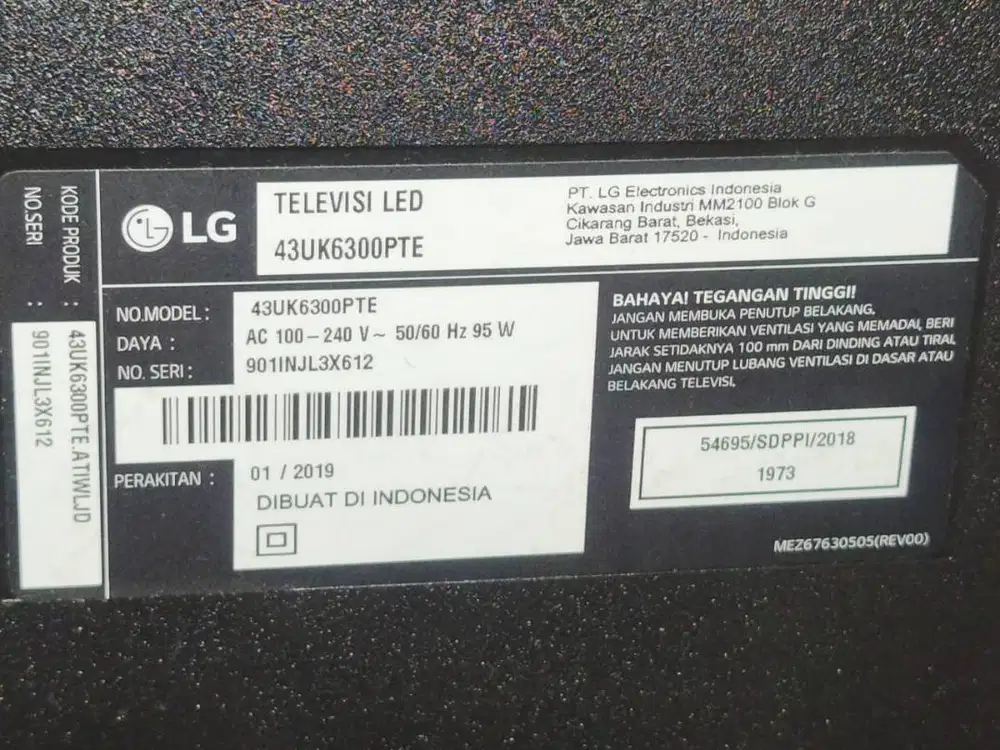 KODE PRODUK : 43UK6300PTE.ATIWLJD
NO.SERI : 901INJL3X612
LG
TELEVISI LED
43UK6300PTE
PT. LG Electronics Indonesia
Kawasan Industri MM2100 Blok G
Cikarang Barat, Bekasi,
Jawa Barat 17520 - Indonesia
NO.MODEL : 43UK6300PTE
DAYA : AC 100-240 V~ 50/60 Hz 95 W
NO. SERI : 901INJL3X612
PERAKITAN : 01 / 2019
DIBUAT DI INDONESIA
BAHAYA! TEGANGAN TINGGI!
JANGAN MEMBUKA PENUTUP BELAKANG.
UNTUK MEMBERIKAN VENTILASI YANG MEMADAI, BERI
JARAK SETIDAKNYA 100 mm DARI DINDING ATAU TIRAI.
JANGAN MENUTUP LUBANG VENTILASI DI DASAR ATAU
BELAKANG TELEVISI.
54695/SDPPI/2018
1973
MEZ67630505(REV00)